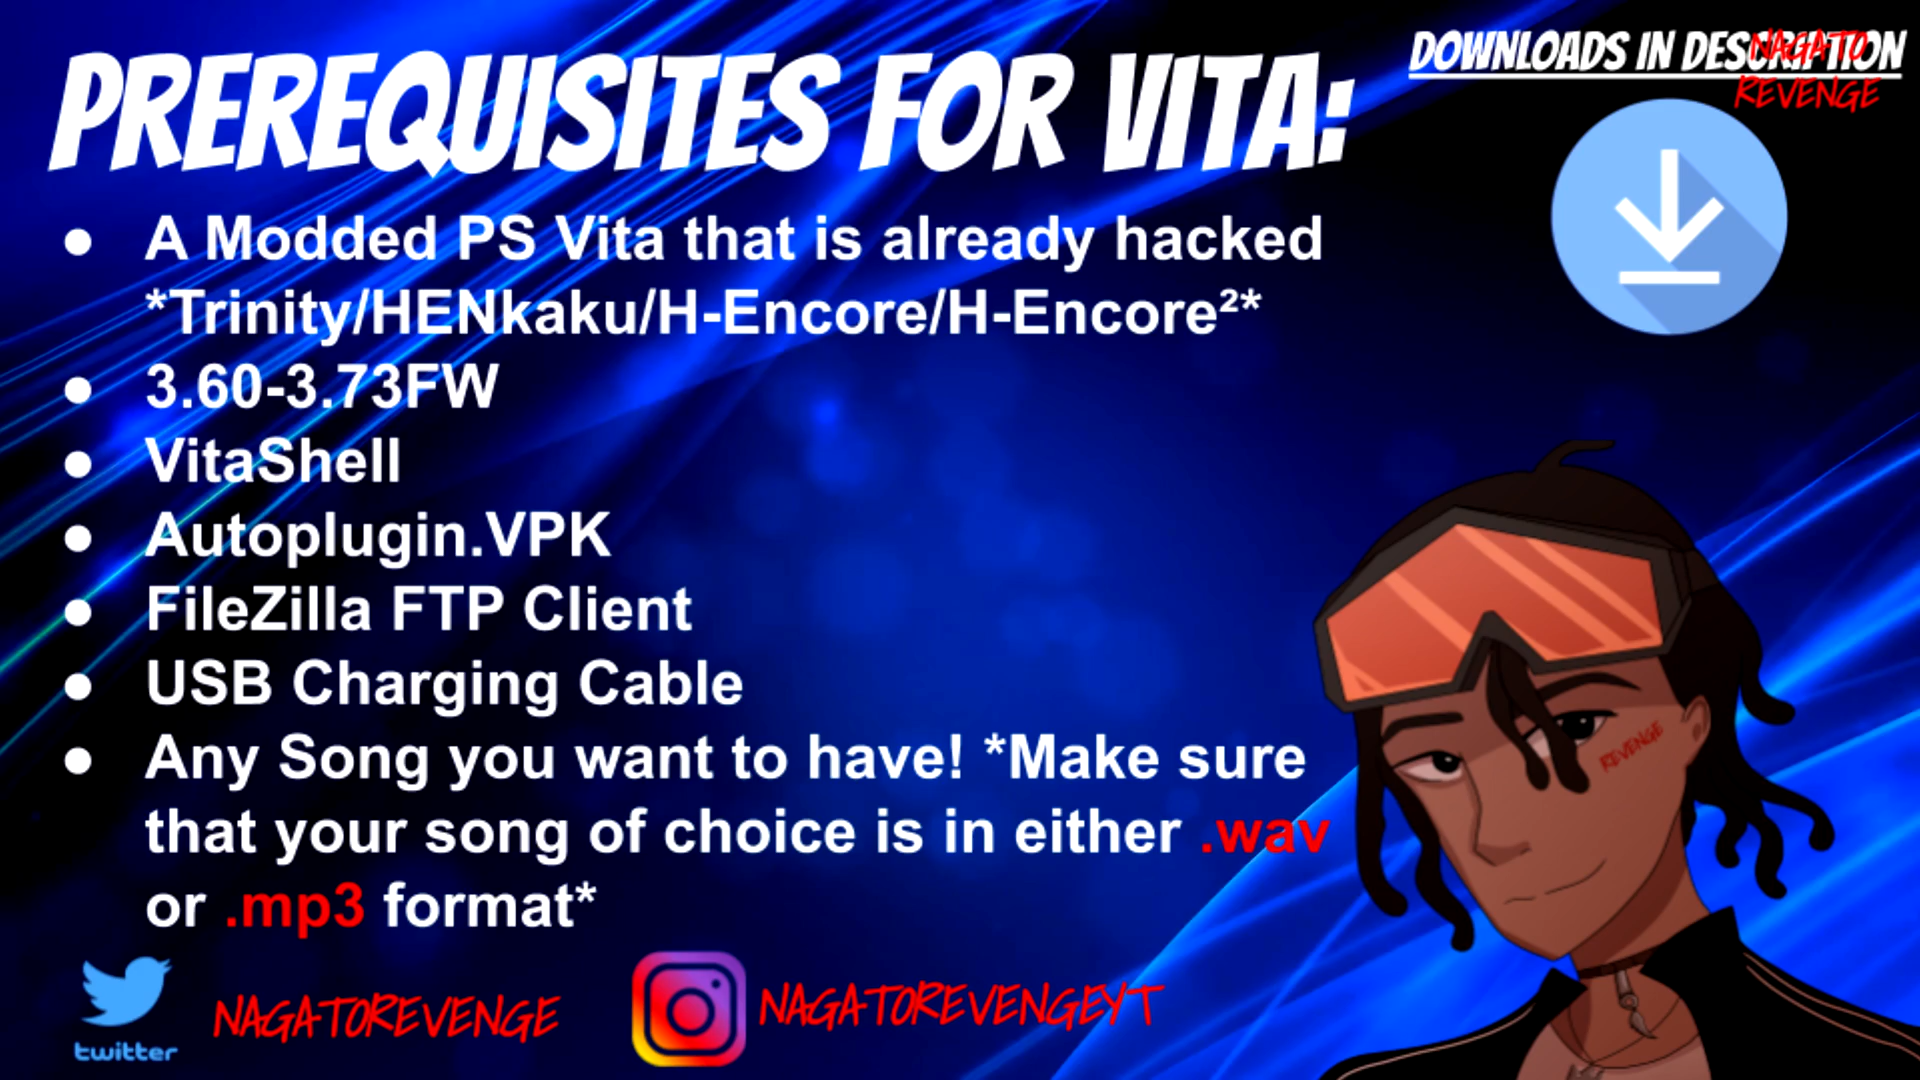 PREREQUISITES FOR VITA:
DOWNLOADS IN DESCRIPTION
NAGATO
REVENGE
● A Modded PS Vita that is already hacked
*Trinity/HENkaku/H-Encore/H-Encore²*
● 3.60-3.73FW
● VitaShell
● Autoplugin.VPK
● FileZilla FTP Client
● USB Charging Cable
● Any Song you want to have! *Make sure
that your song of choice is in either .wav
or .mp3 format*
REVENGE
twitter
NAGATOREVENGE
NAGATOREVENGEYT